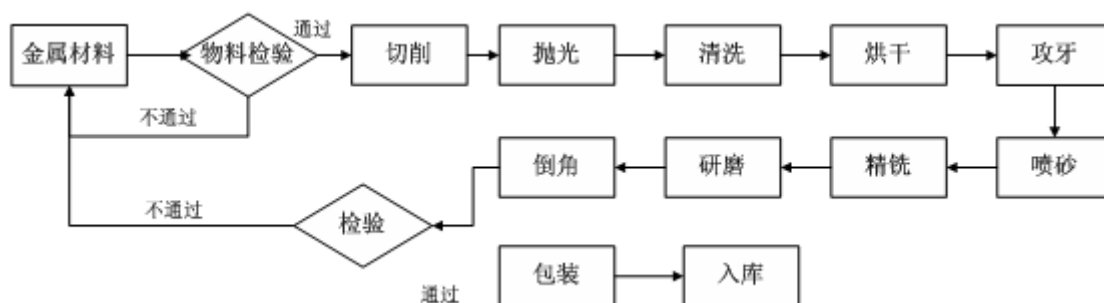 通过
金属材料
物料检验
切削
抛光
清洗
烘干
攻牙
不通过
倒角
研磨
精铣
喷砂
不通过
检验
包装
入库
通过